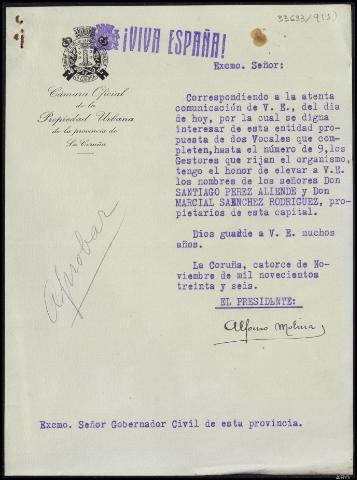 33633/9(3)
¡VIVA ESPAÑA!
Excmo. Señor:
Cámara Oficial
de la
Propiedad Urbana
de la provincia de
La Coruña
Correspondiendo a la atenta
comunicación de V. E., del dia
de hoy, por la cual se digna
interesar de esta entidad pro-
puesta de dos Vocales que com-
pleten,hasta el número de 9,los
Gestores que rijan el organismo,
tengo el honor de elevar a V.E.
los nombres de los señores Don
SANTIAGO PEREZ ALIENDE y Don
MARCIAL SAENCHEZ RODRIGUEZ, pro-
pietarios de esta capital.
Dios guarde a V. E. muchos
años.
La Coruña, catorce de No-
viembre de mil novecientos
treinta y seis.
EL PRESIDENTE:
Alfonso Molina
Aprobar
Excmo. Señor Gobernador Civil de esta provincia.